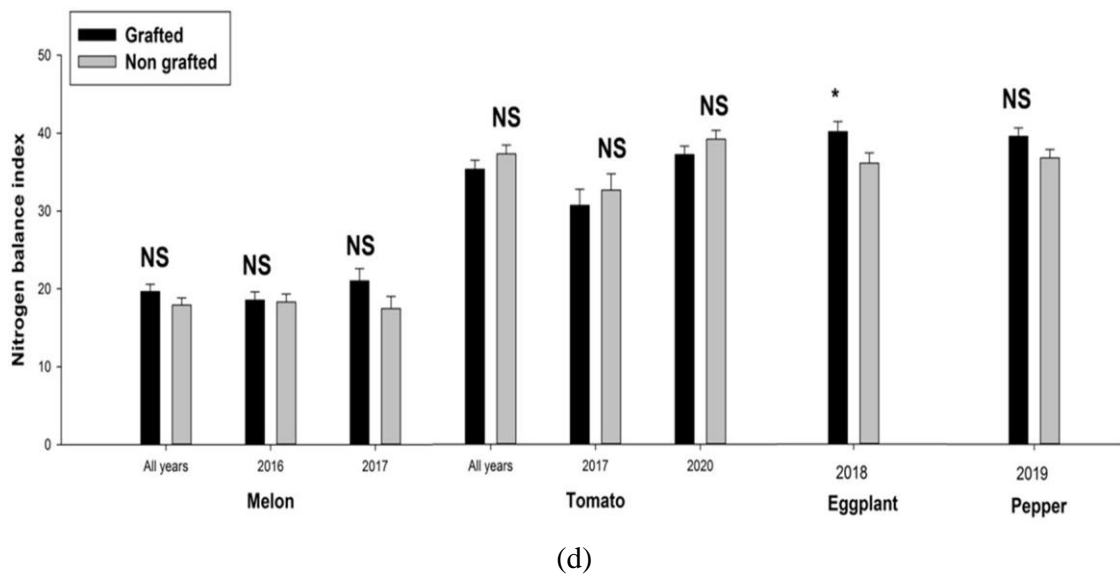 Grafted
Non grafted
Nitrogen balance index
50
40
30
20
10
0
NS
NS
NS
NS
NS
NS
*
NS
All years
2016
2017
All years
2017
2020
2018
2019
Melon
Tomato
Eggplant
Pepper
(d)